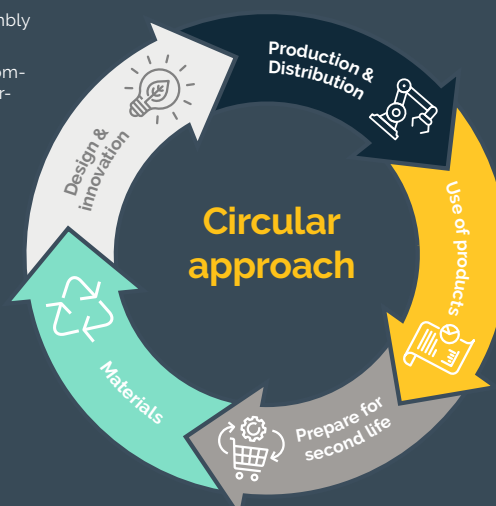 Production &
Distribution
Use of products
Prepare for
second life
Materials
Design &
innovation
Circular
approach